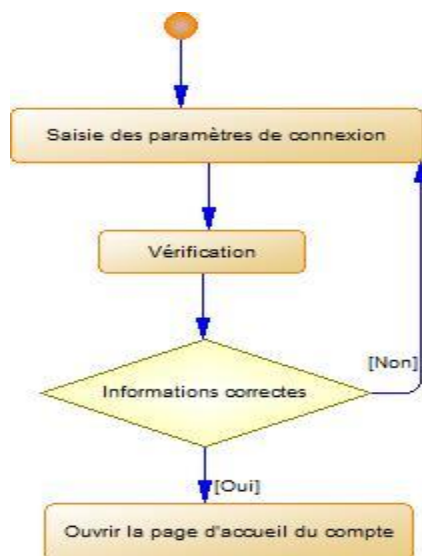 Saisie des paramètres de connexion
Vérification
Informations correctes
[Non]
[Oui]
Ouvrir la page d'accueil du compte